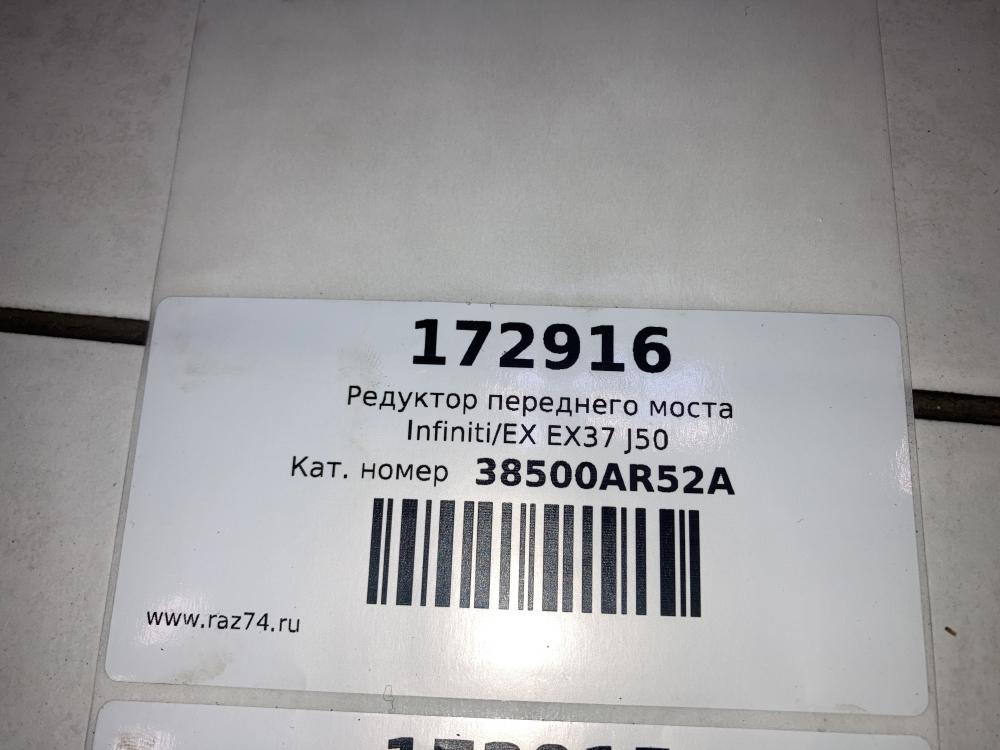 172916
Редуктор переднего моста
Infiniti/EX EX37 J50
Кат. номер 38500AR52A
www.raz74.ru